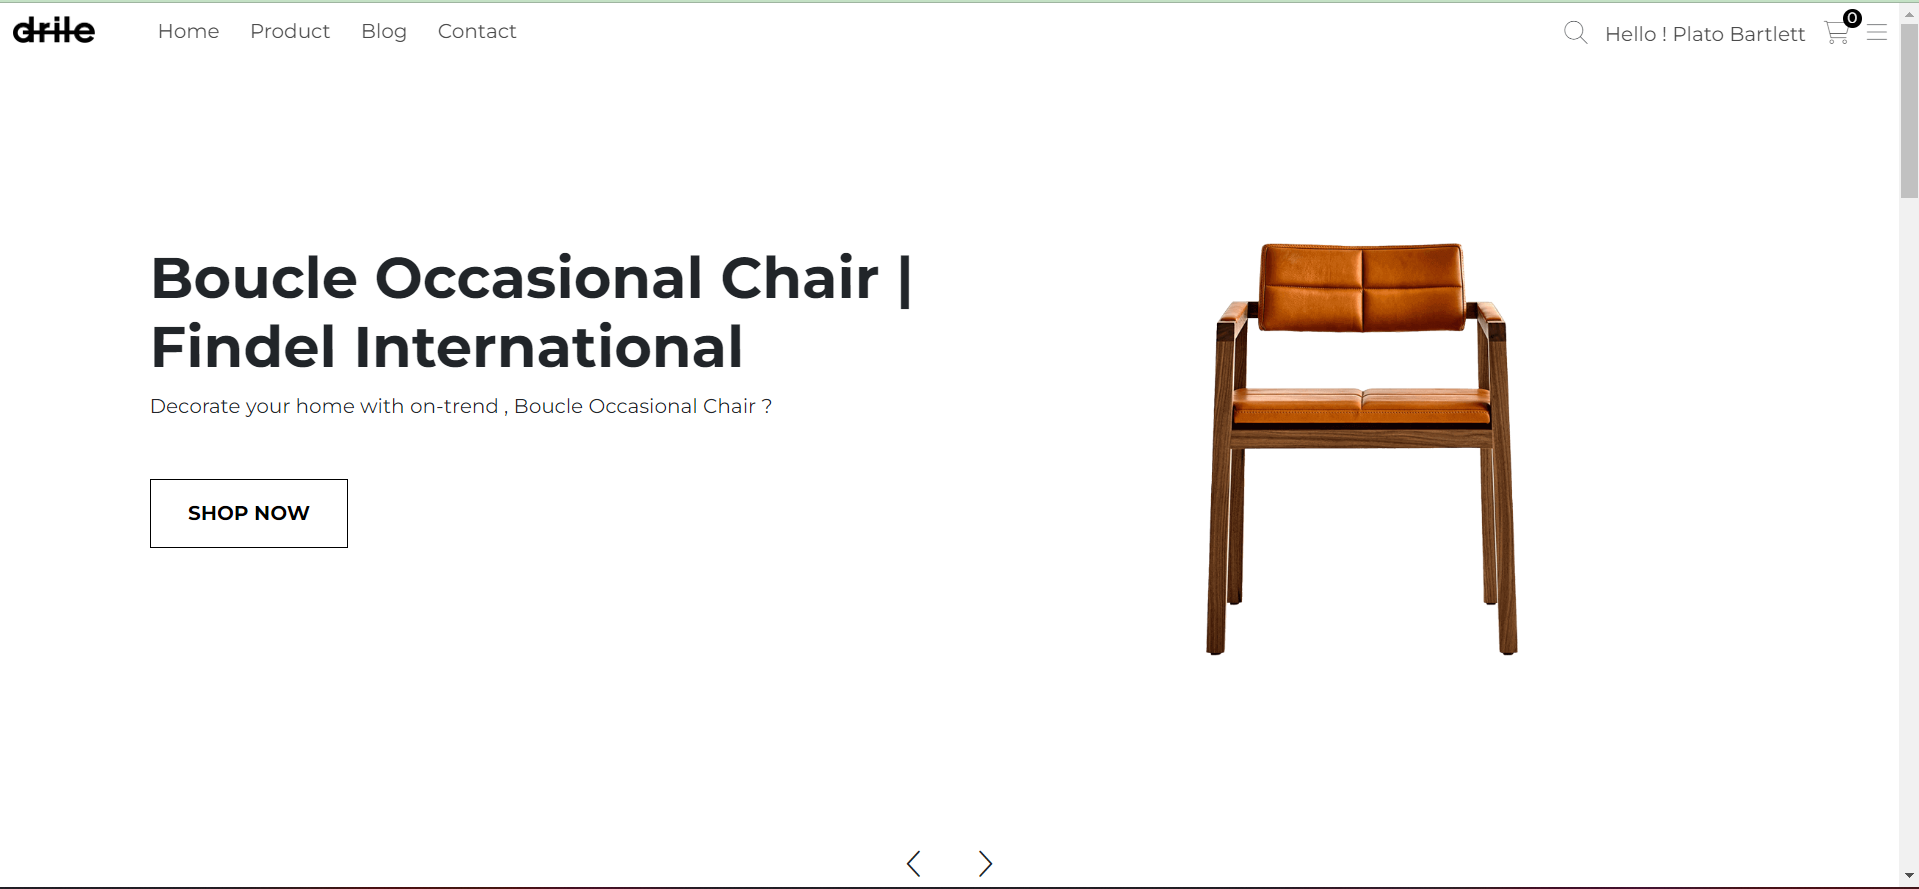 drile
Home Product Blog Contact
Hello ! Plato Bartlett
0
Boucle Occasional Chair |
Findel International
Decorate your home with on-trend , Boucle Occasional Chair ?
SHOP NOW